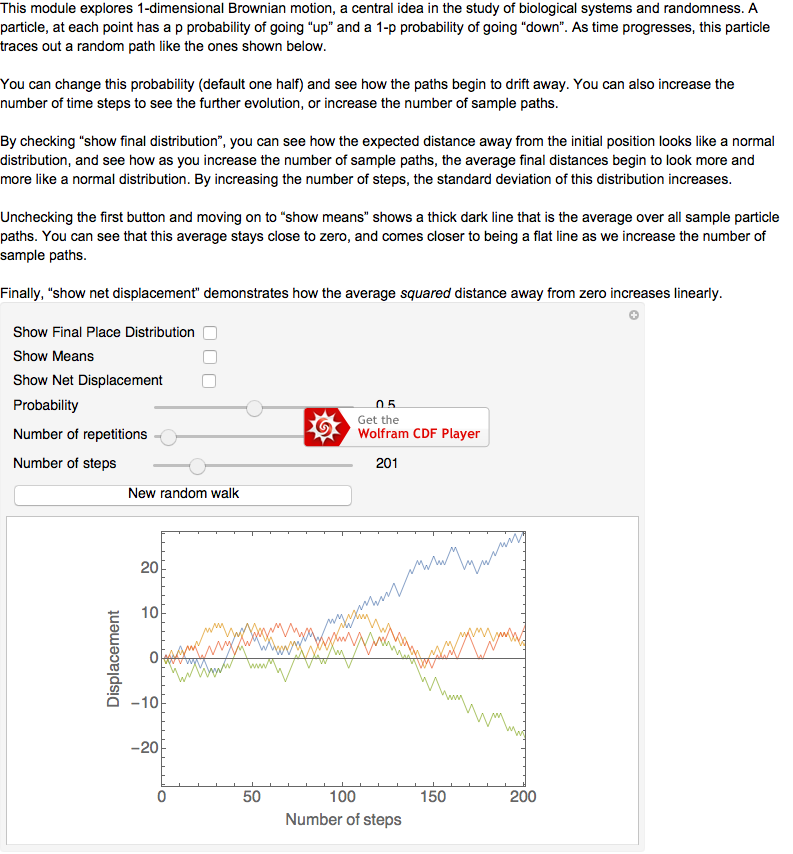 This module explores 1-dimensional Brownian motion, a central idea in the study of biological systems and randomness. A
particle, at each point has a p probability of going “up” and a 1-p probability of going “down”. As time progresses, this particle
traces out a random path like the ones shown below.
You can change this probability (default one half) and see how the paths begin to drift away. You can also increase the
number of time steps to see the further evolution, or increase the number of sample paths.
By checking “show final distribution”, you can see how the expected distance away from the initial position looks like a normal
distribution, and see how as you increase the number of sample paths, the average final distances begin to look more and
more like a normal distribution. By increasing the number of steps, the standard deviation of this distribution increases.
Unchecking the first button and moving on to “show means” shows a thick dark line that is the average over all sample particle
paths. You can see that this average stays close to zero, and comes closer to being a flat line as we increase the number of
sample paths.
Finally, “show net displacement” demonstrates how the average squared distance away from zero increases linearly.
Show Final Place Distribution
Show Means
Show Net Displacement
Probability 0.5
Get the
Number of repetitions Wolfram CDF Player
Number of steps 201
New random walk
20
10
0
−10
−20
Displacement
0 50 100 150 200
Number of steps